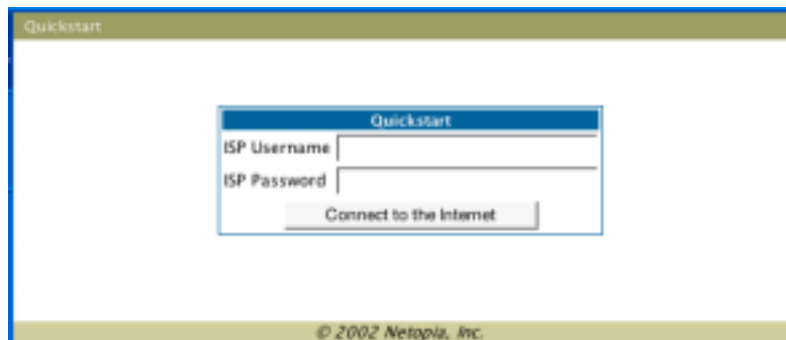 Quickstart
Quickstart
ISP Username
ISP Password
Connect to the Internet
© 2002 Netopia, Inc.